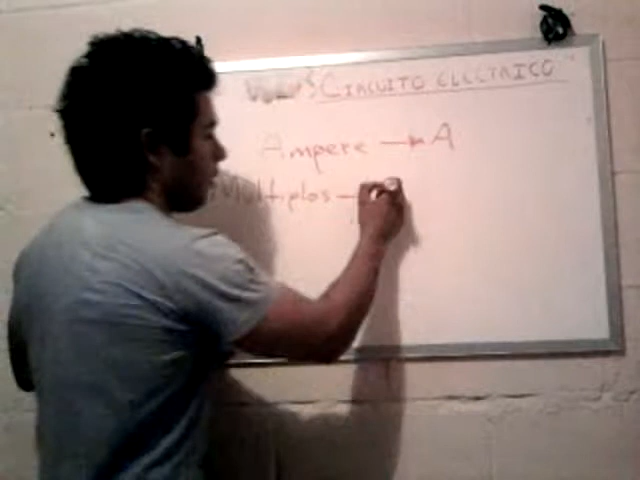 CIRCUITO ELECTRICO"
Ampere → A
Multiplos –